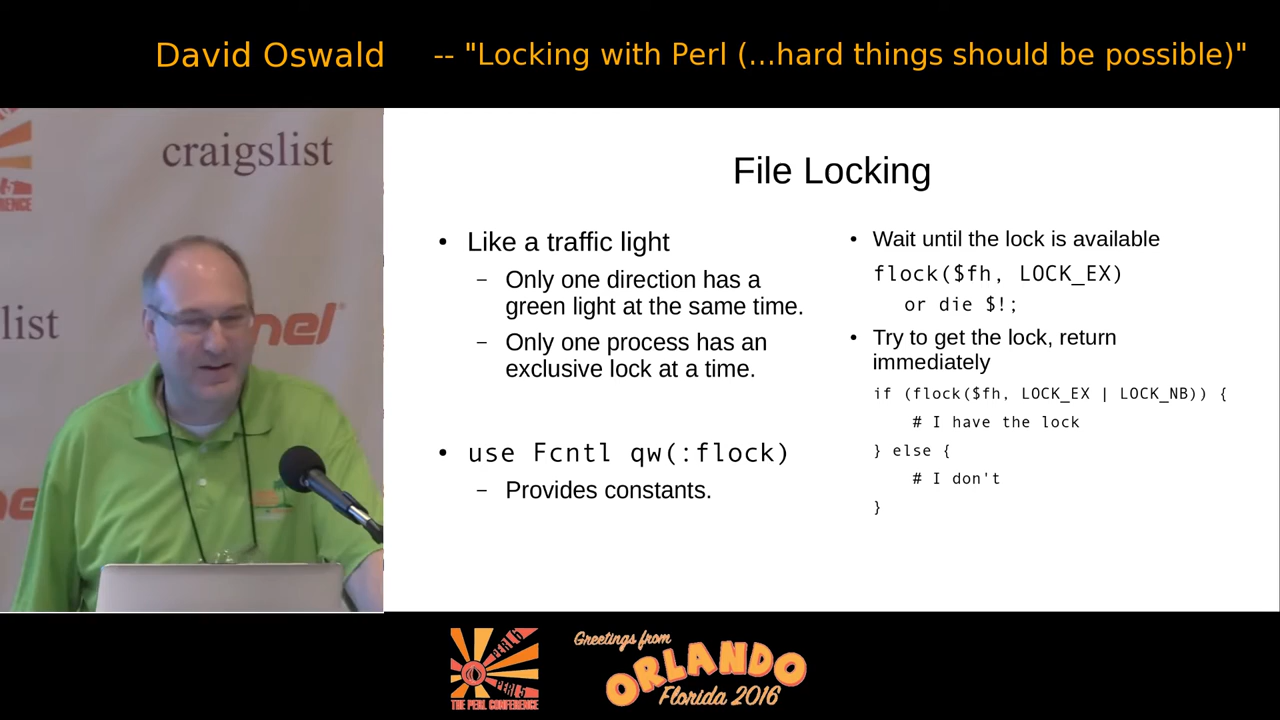 David Oswald -- "Locking with Perl (...hard things should be possible)"
craigslist
list
nel
File Locking
• Like a traffic light
– Only one direction has a
green light at the same time.
– Only one process has an
exclusive lock at a time.
• use Fcntl qw(:flock)
– Provides constants.
• Wait until the lock is available
flock($fh, LOCK_EX)
or die $!;
• Try to get the lock, return
immediately
if (flock($fh, LOCK_EX | LOCK_NB)) {
# I have the lock
} else {
# I don't
}
PERL 6
PERL 5
THE PERL CONFERENCE
Greetings from
ORLANDO
Florida 2016